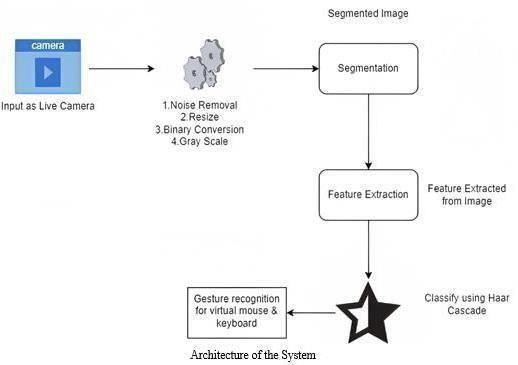 Segmented Image
camera
Segmentation
Input as Live Camera
1.Noise Removal
2.Resize
3.Binary Conversion
4.Gray Scale
Feature Extraction
Feature Extracted
from Image
Classify using Haar
Cascade
Gesture recognition
for virtual mouse &
keyboard
Architecture of the System